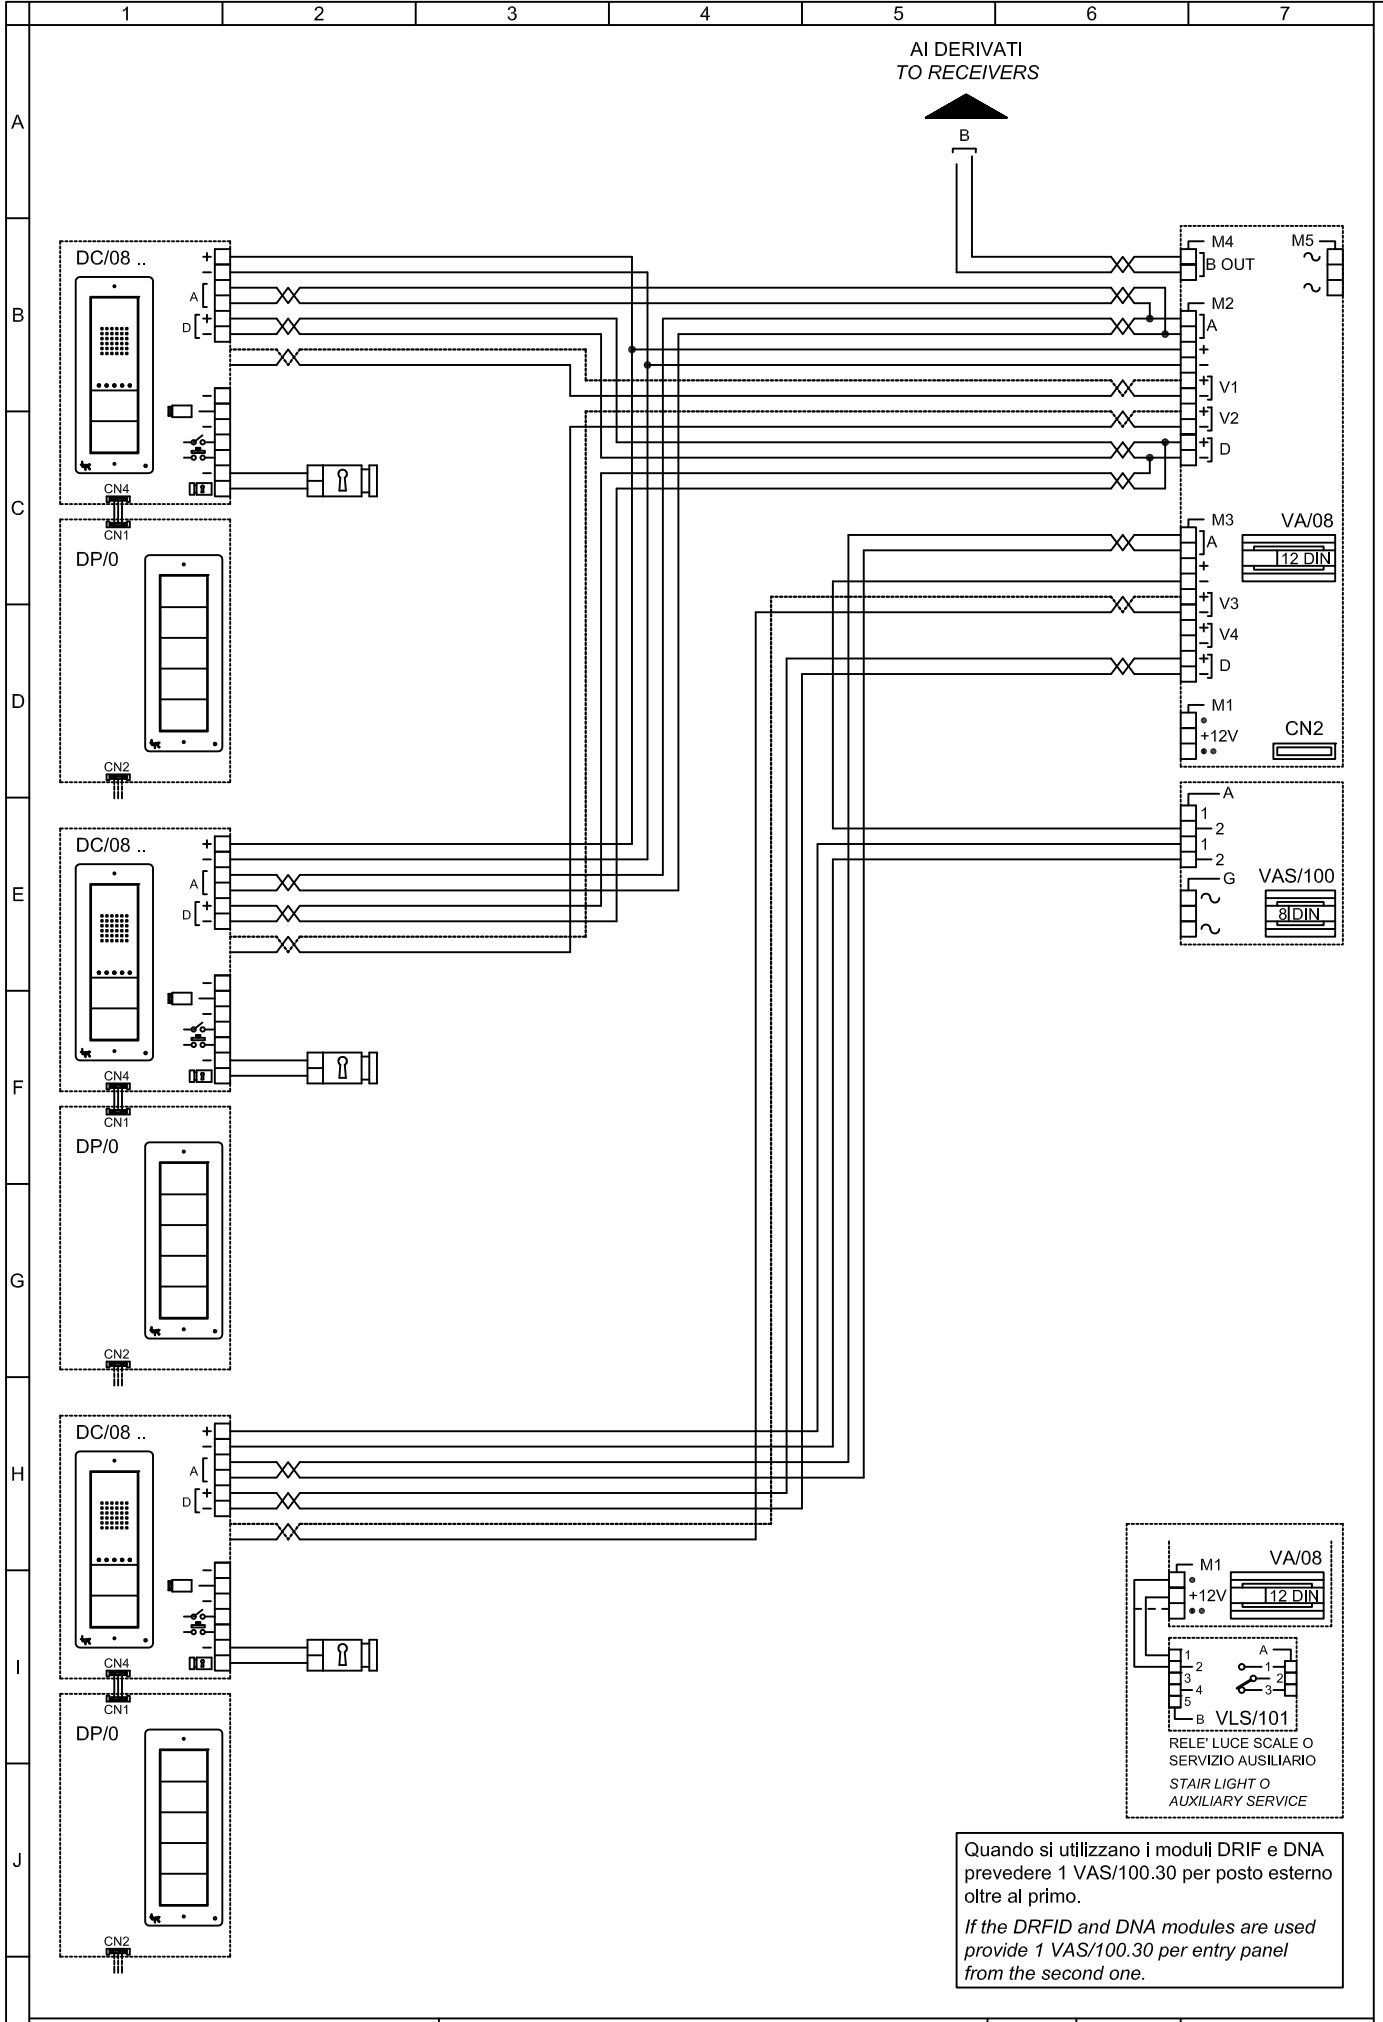 1 2 3 4 5 6 7
AI DERIVATI
TO RECEIVERS
A
B
B
DC/08 ..
+
−
A
D
+
−
−
−
−
CN4
C
CN1
DP/0
D
CN2
M4
M5
B OUT
M2
A
+
−
+
−
V1
+
−
V2
+
−
D
M3
VA/08
A
12 DIN
+
−
+
−
V3
+
−
V4
+
−
D
M1
+12V
CN2
A
1
2
1
2
G
VAS/100
8 DIN
DC/08 ..
+
−
E
A
D
+
−
−
−
−
F
CN4
CN1
DP/0
G
CN2
DC/08 ..
+
−
H
A
D
+
−
−
−
−
I
CN4
CN1
DP/0
J
CN2
VA/08
M1
+12V
12 DIN
1
2
3
4
5
B
A
1
2
3
VLS/101
RELE' LUCE SCALE O
SERVIZIO AUSILIARIO
STAIR LIGHT O
AUXILIARY SERVICE
Quando si utilizzano i moduli DRIF e DNA
prevedere 1 VAS/100.30 per posto esterno
oltre al primo.
If the DRFID and DNA modules are used
provide 1 VAS/100.30 per entry panel
from the second one.